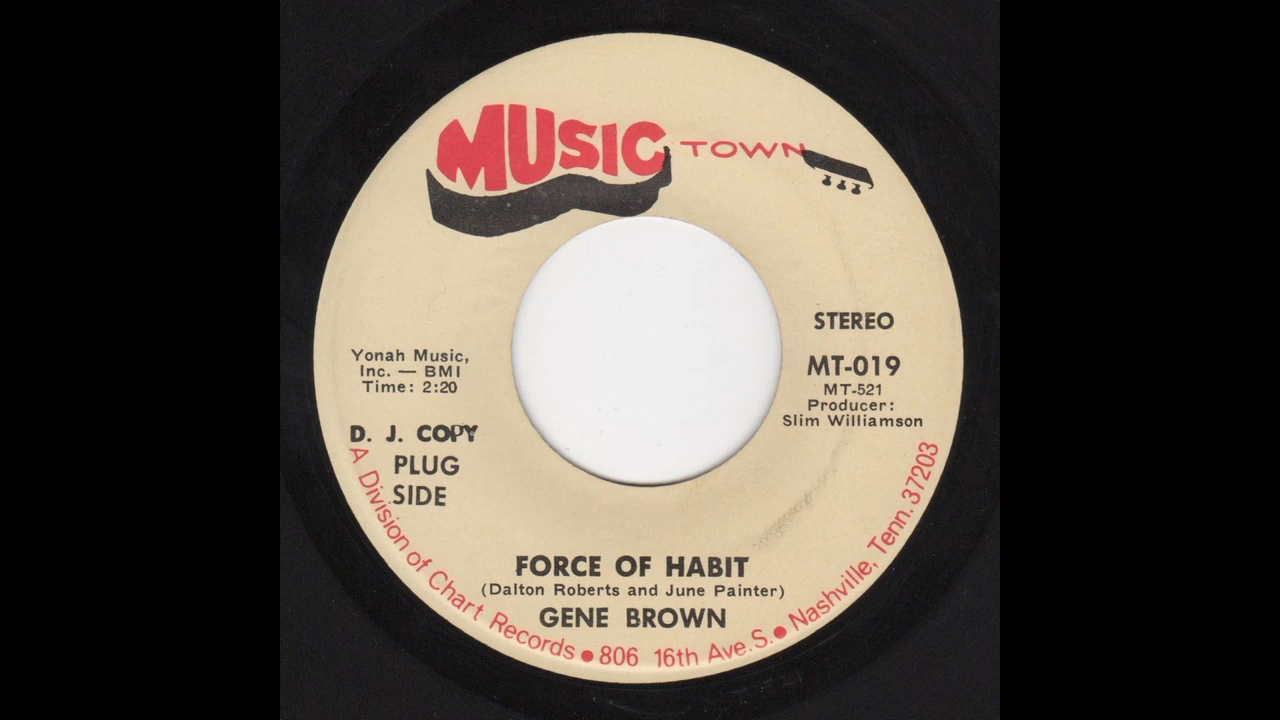 MUSIC TOWN
STEREO
MT-019
MT-521
Producer:
Slim Williamson
Yonah Music,
Inc. — BMI
Time: 2:20
D. J. COPY
PLUG
SIDE
FORCE OF HABIT
(Dalton Roberts and June Painter)
GENE BROWN
A Division of Chart Records ● 806 16th Ave. S. ● Nashville, Tenn. 37203